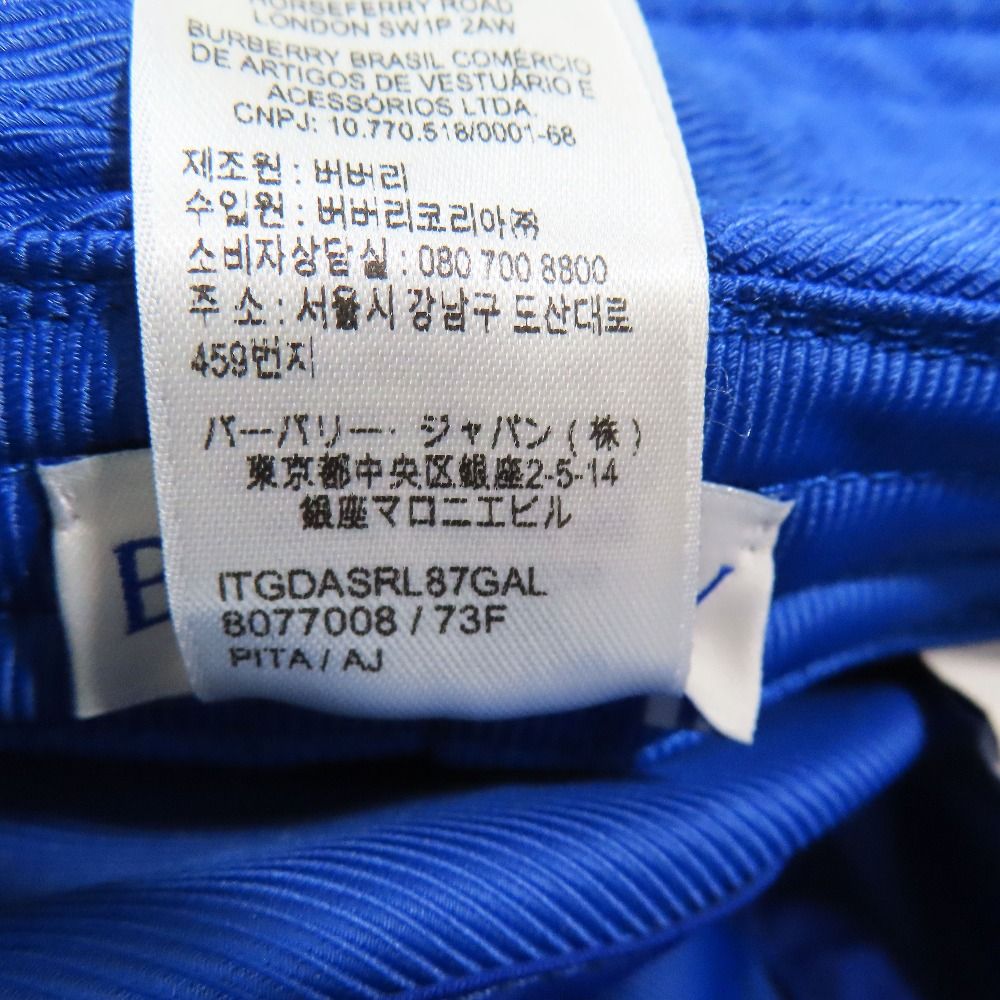 HORSEFERRY ROAD
LONDON SW1P 2AW
BURBERRY BRASIL COMÉRCIO
DE ARTIGOS DE VESTUÁRIO E
ACESSÓRIOS LTDA.
CNPJ: 10.770.518/0001-68
제조원 : 버버리
수입원 : 버버리코리아㈜
소비자상담실 : 080 700 8800
주 소 : 서울시 강남구 도산대로
459번지
バーバリー・ジャパン(株)
東京都中央区銀座2-5-14
銀座マロニエビル
ITGDASRL87GAL
8077008 / 73F
PITA / AJ
B Y